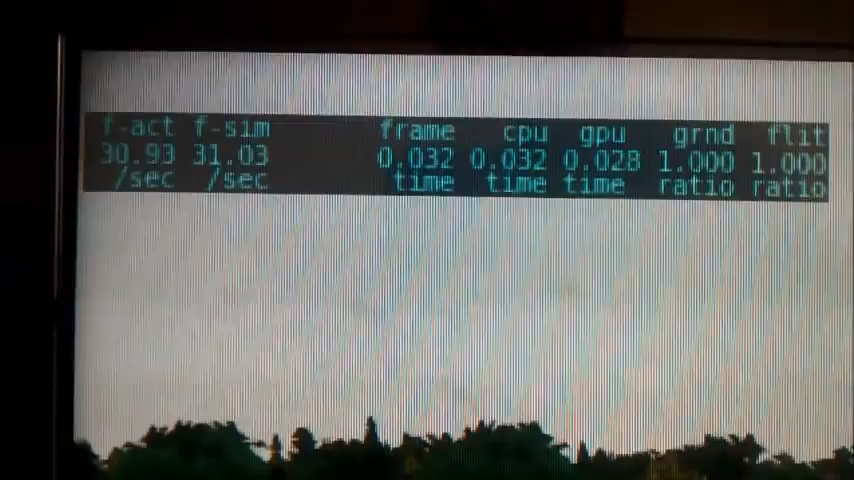 f-act f-sim frame cpu gpu grnd flit
30.93 31.03 0.032 0.032 0.028 1.000 1.000
/sec /sec time time time ratio ratio